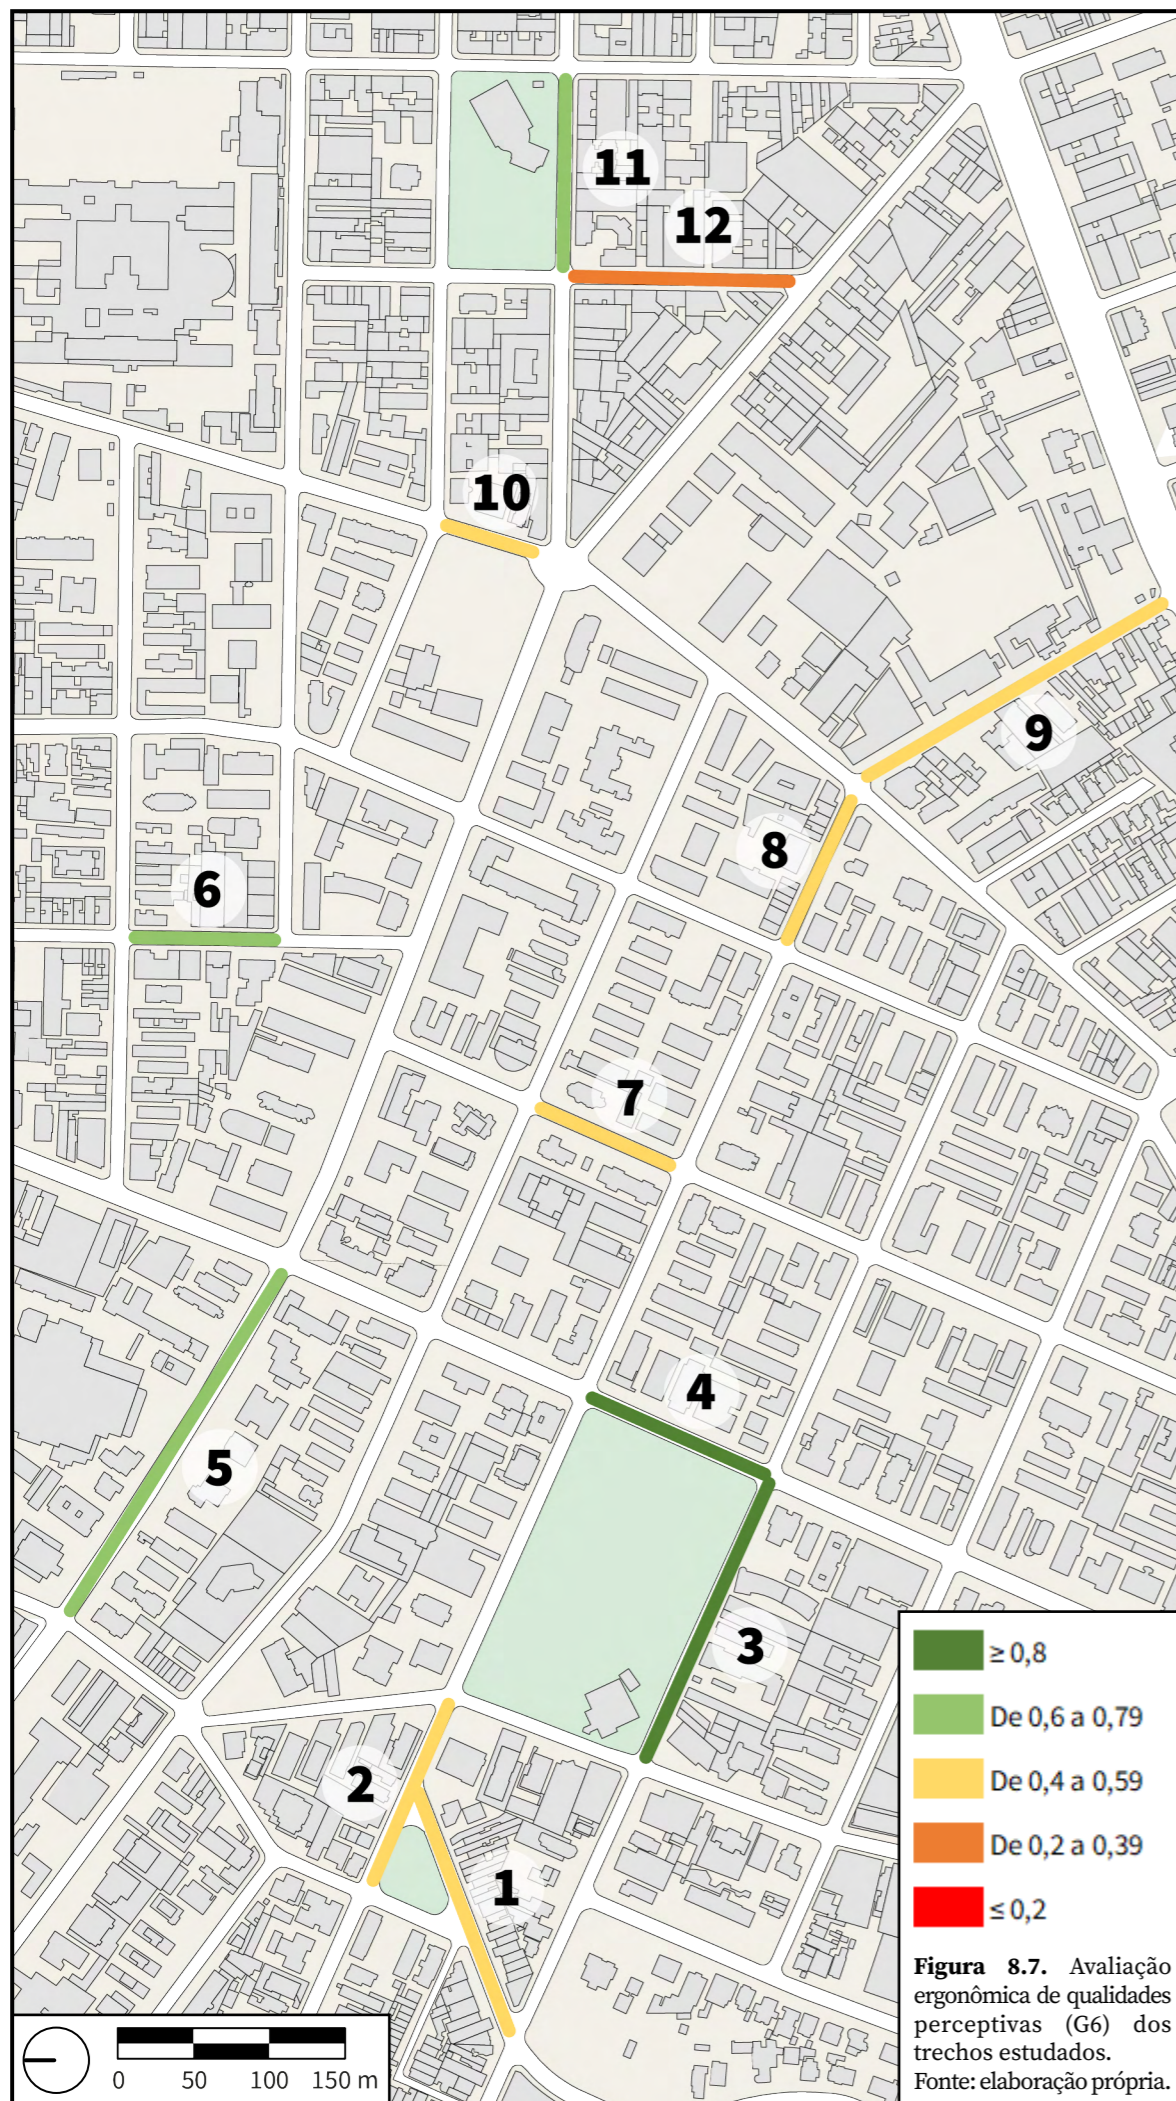 11
12
10
9
8
6
7
4
5
3
2
1
≥ 0,8
De 0,6 a 0,79
De 0,4 a 0,59
De 0,2 a 0,39
≤ 0,2
Figura 8.7. Avaliação
ergonômica de qualidades
perceptivas (G6) dos
trechos estudados.
Fonte: elaboração própria.
0 50 100 150 m